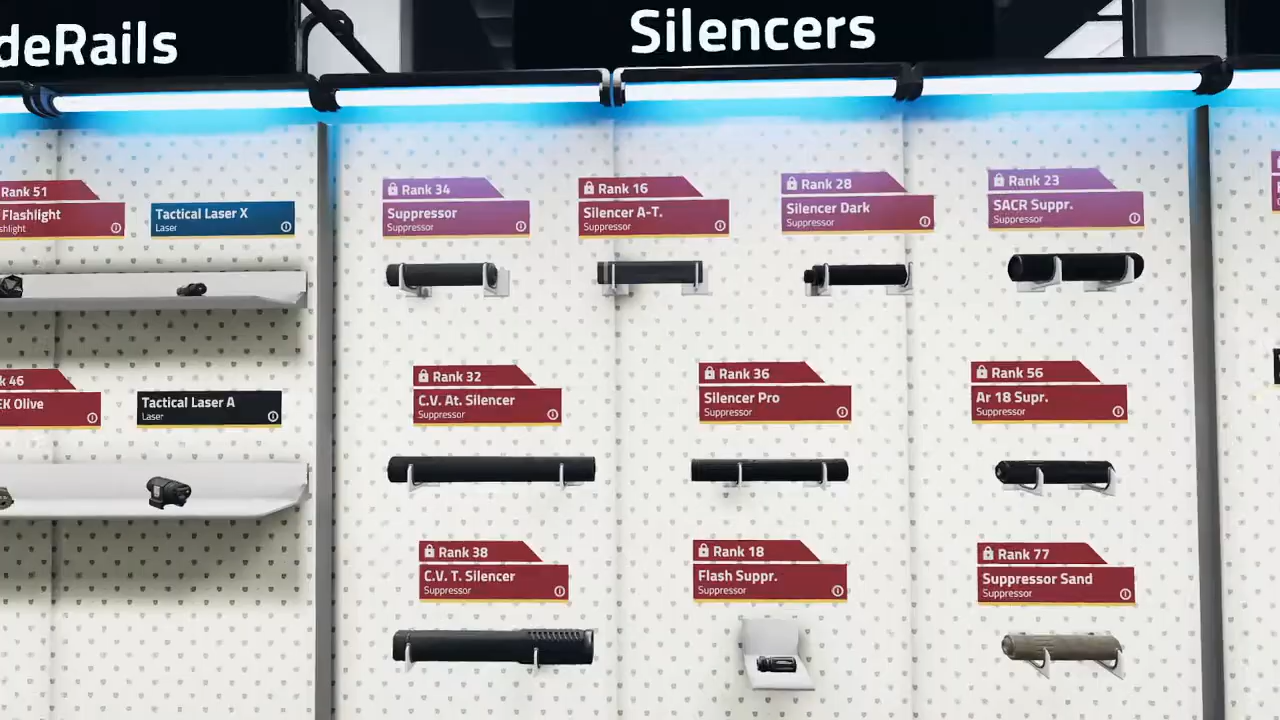 deRails
Silencers
Rank 51
Flashlight
Tactical Laser X
Laser
Rank 34
Suppressor
Suppressor
Rank 16
Silencer A-T.
Suppressor
Rank 28
Silencer Dark
Suppressor
Rank 23
SACR Suppr.
Suppressor
k 46
EK Olive
Tactical Laser A
Laser
Rank 32
C.V. At. Silencer
Suppressor
Rank 36
Silencer Pro
Suppressor
Rank 56
Ar 18 Supr.
Suppressor
Rank 38
C.V. T. Silencer
Suppressor
Rank 18
Flash Suppr.
Suppressor
Rank 77
Suppressor Sand
Suppressor